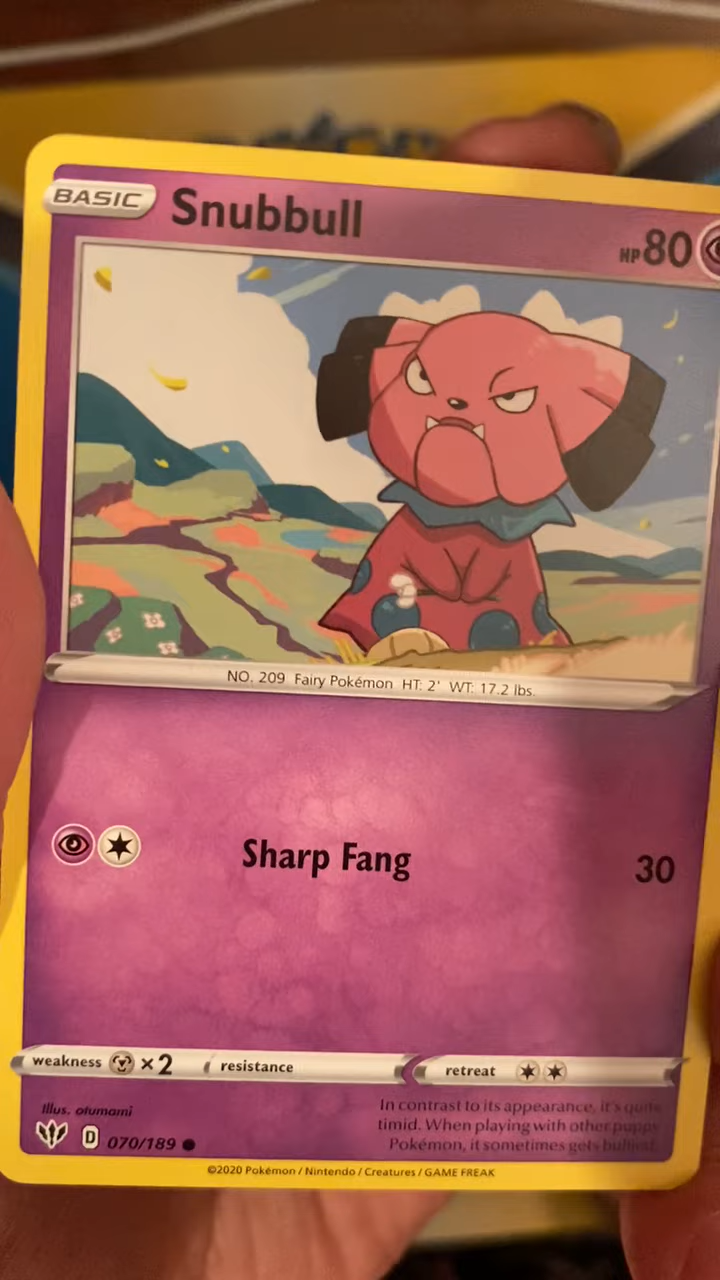 BASIC Snubbull HP 80
NO. 209 Fairy Pokémon HT: 2' WT: 17.2 lbs.
Sharp Fang 30
weakness ×2 resistance retreat
Illus. otumami
In contrast to its appearance, it's quite
timid. When playing with other puppy
Pokémon, it sometimes gets bullied.
D 070/189
©2020 Pokémon / Nintendo / Creatures / GAME FREAK